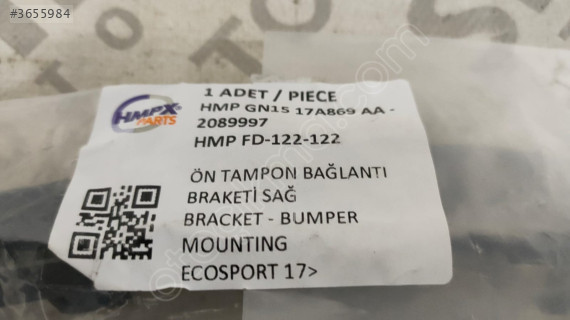 #3655984
HMPX
PARTS
1 ADET / PIECE
HMP GN15 17A869 AA -
2089997
HMP FD-122-122
ÖN TAMPON BAĞLANTI
BRAKETİ SAĞ
BRACKET - BUMPER
MOUNTING
ECOSPORT 17>